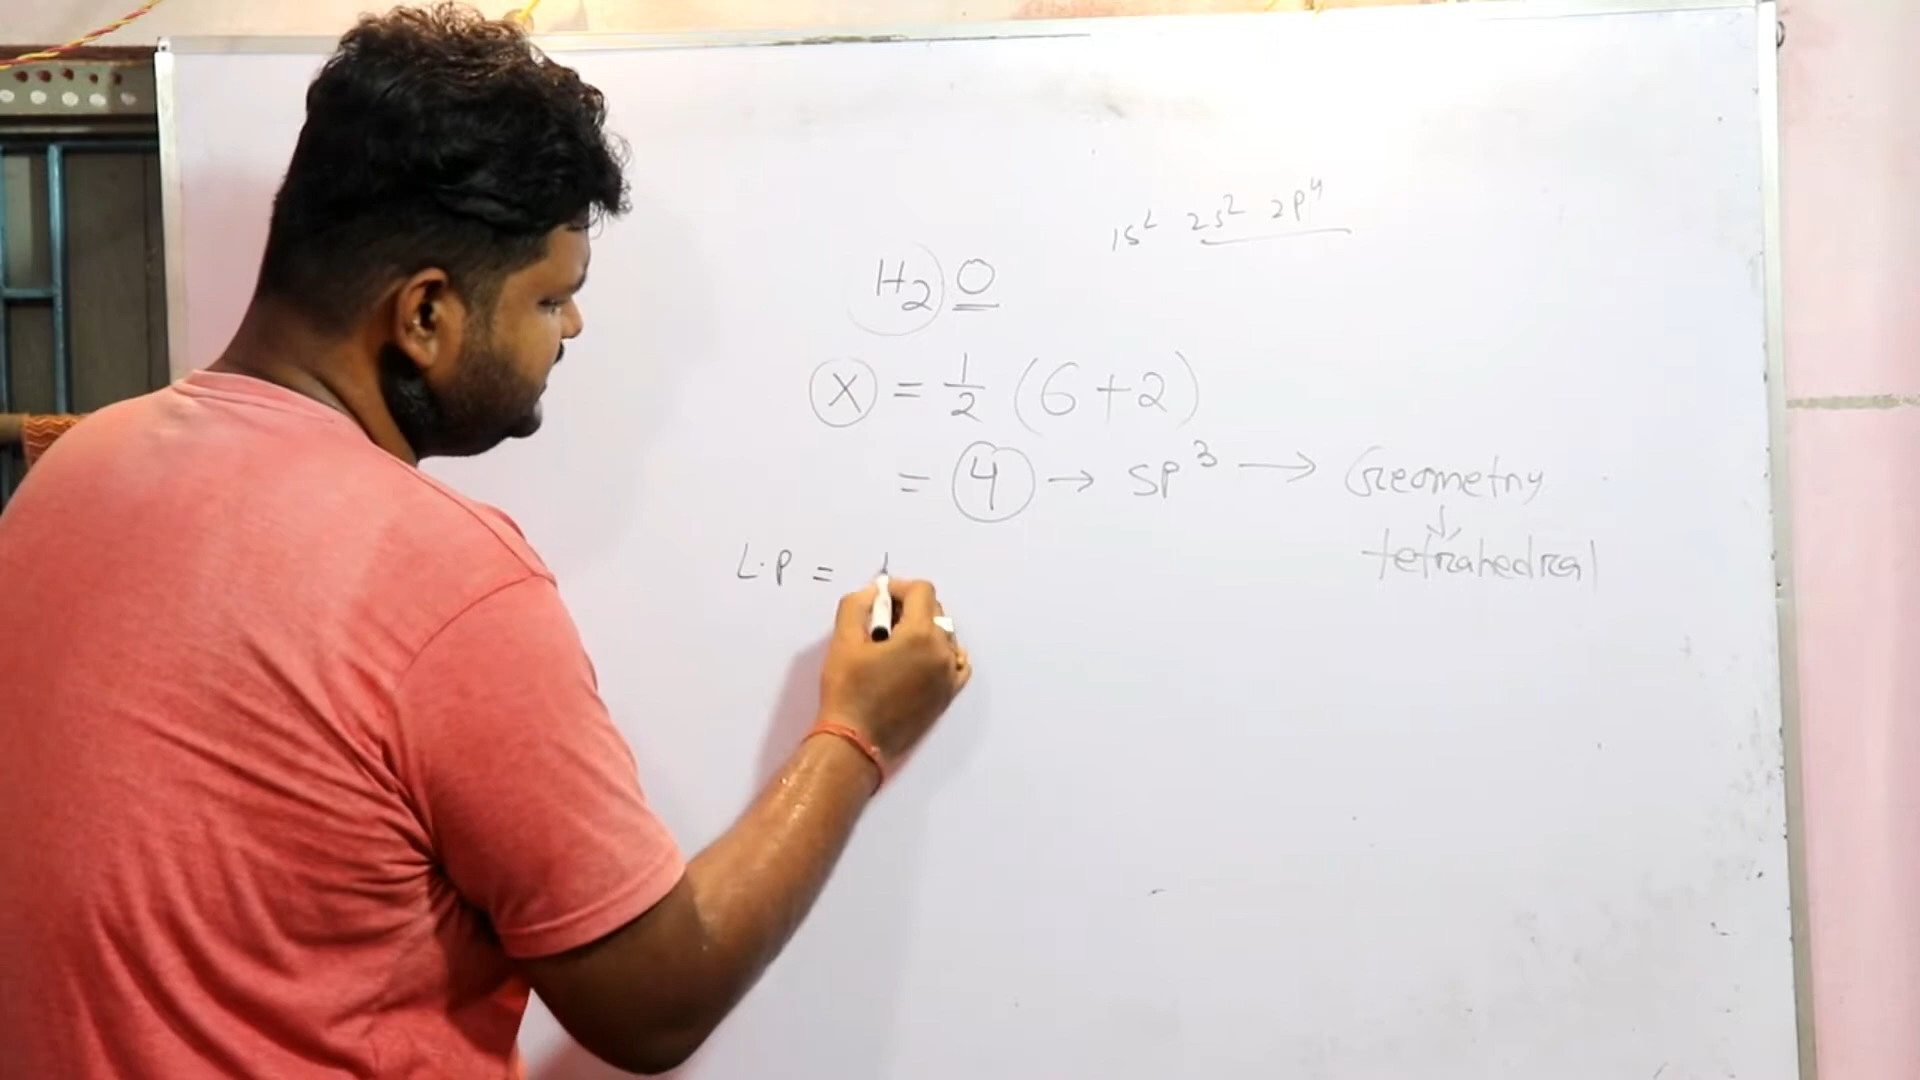 1s² 2s² 2p⁴
H₂O
X = 1/2 (6+2)
= 4 → sp³ → Geometry
↓
tetrahedral
L.P =